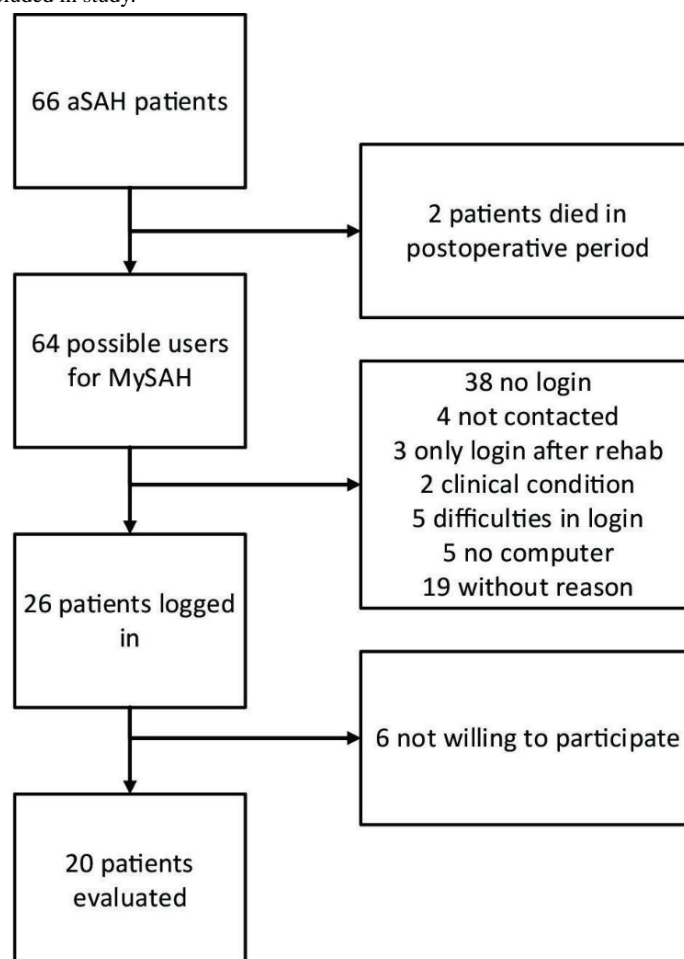 66 aSAH patients
2 patients died in
postoperative period
64 possible users
for MySAH
38 no login
4 not contacted
3 only login after rehab
2 clinical condition
5 difficulties in login
5 no computer
19 without reason
26 patients logged
in
6 not willing to participate
20 patients
evaluated